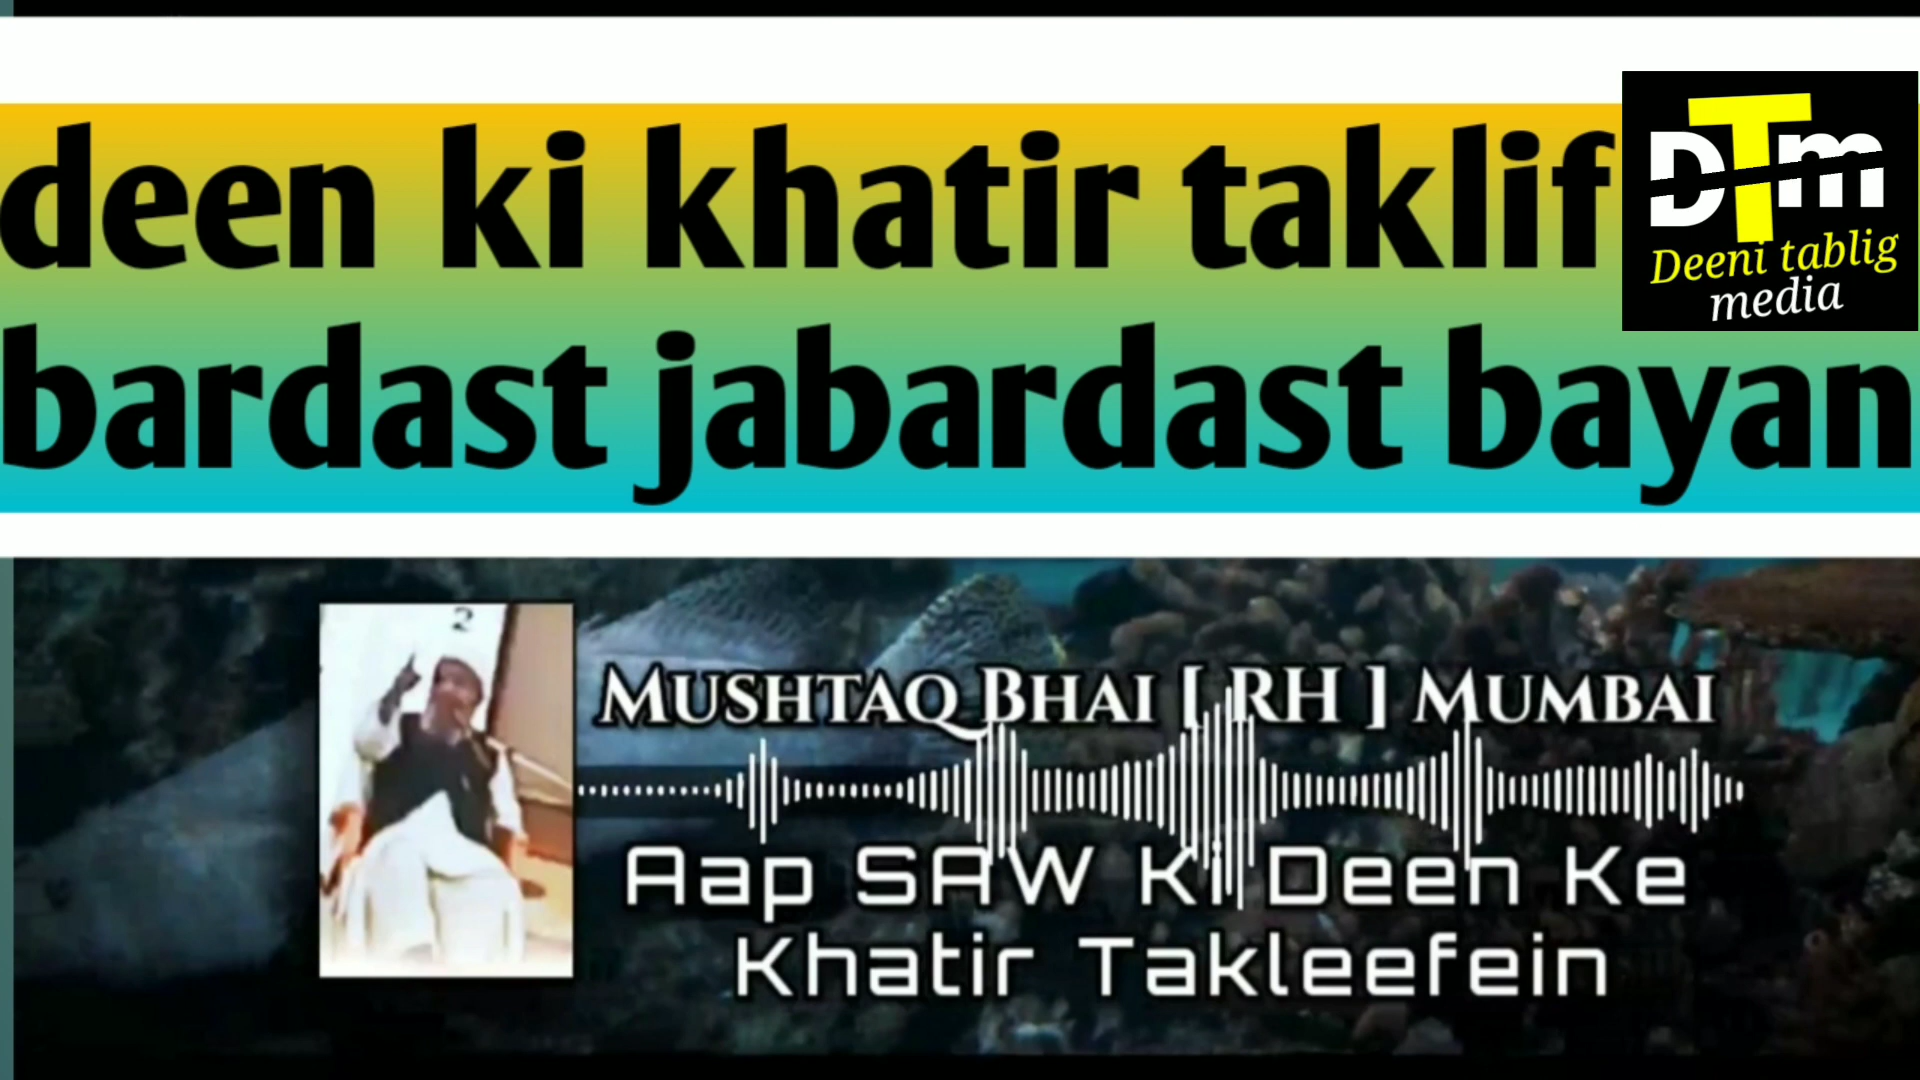 deen ki khatir taklif
bardast jabardast bayan
DTm
Deeni tablig
media
2
MUSHTAQ BHAI [ RH ] MUMBAI
Aap SAW Ki Deen Ke
Khatir Takleefein